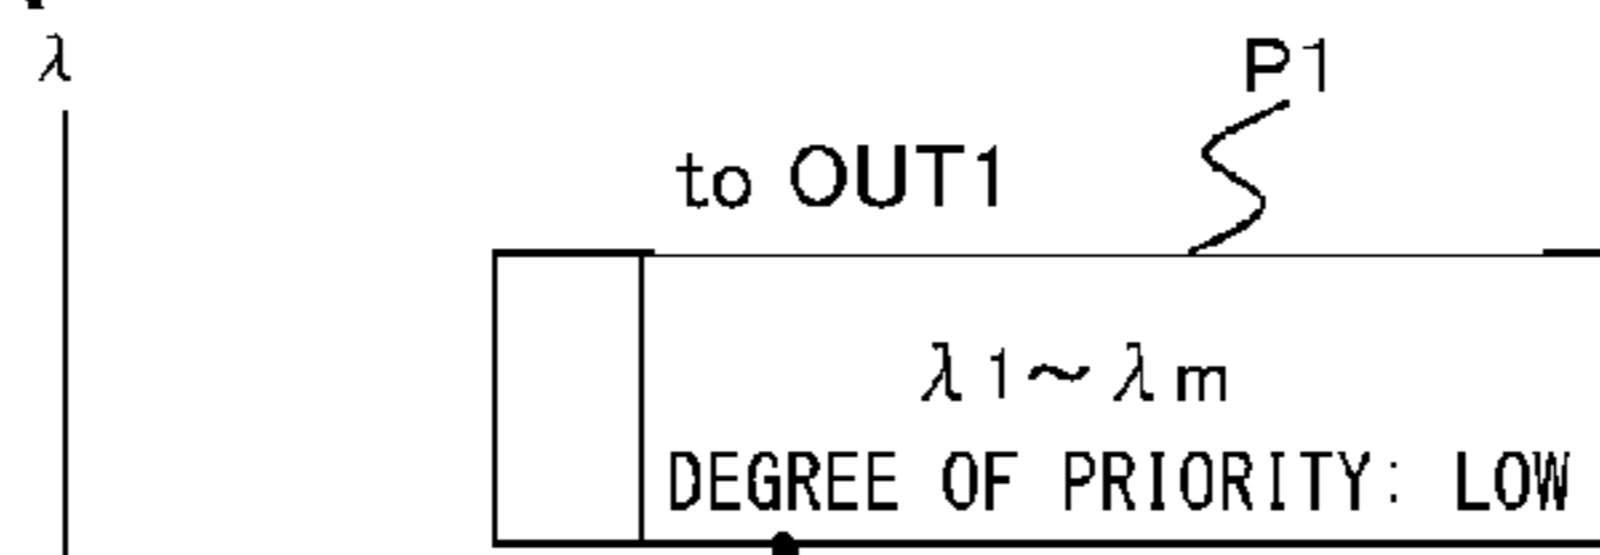 λ
P1
to OUT1
λ1～λm
DEGREE OF PRIORITY: LOW